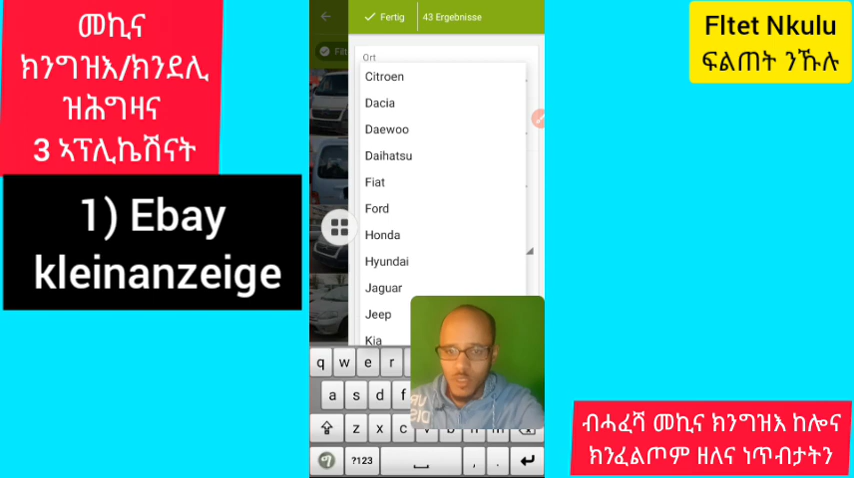 መኪና
ክንግዝእ/ክንደሊ
ዝሕግዛና
3 ኣፕሊኬሽናት
1) Ebay
kleinanzeige
Fertig
43 Ergebnisse
Filt
Ort
Citroen
Dacia
Daewoo
Daihatsu
Fiat
Ford
Honda
Hyundai
Jaguar
Jeep
Kia
q w e r
a s d f
z x c v b n m
?123 , .
Fltet Nkulu
ፍልጠት ንኹሉ
ብሓፈሻ መኪና ክንግዝእ ከሎና
ክንፈልጦም ዘለና ነጥብታትን